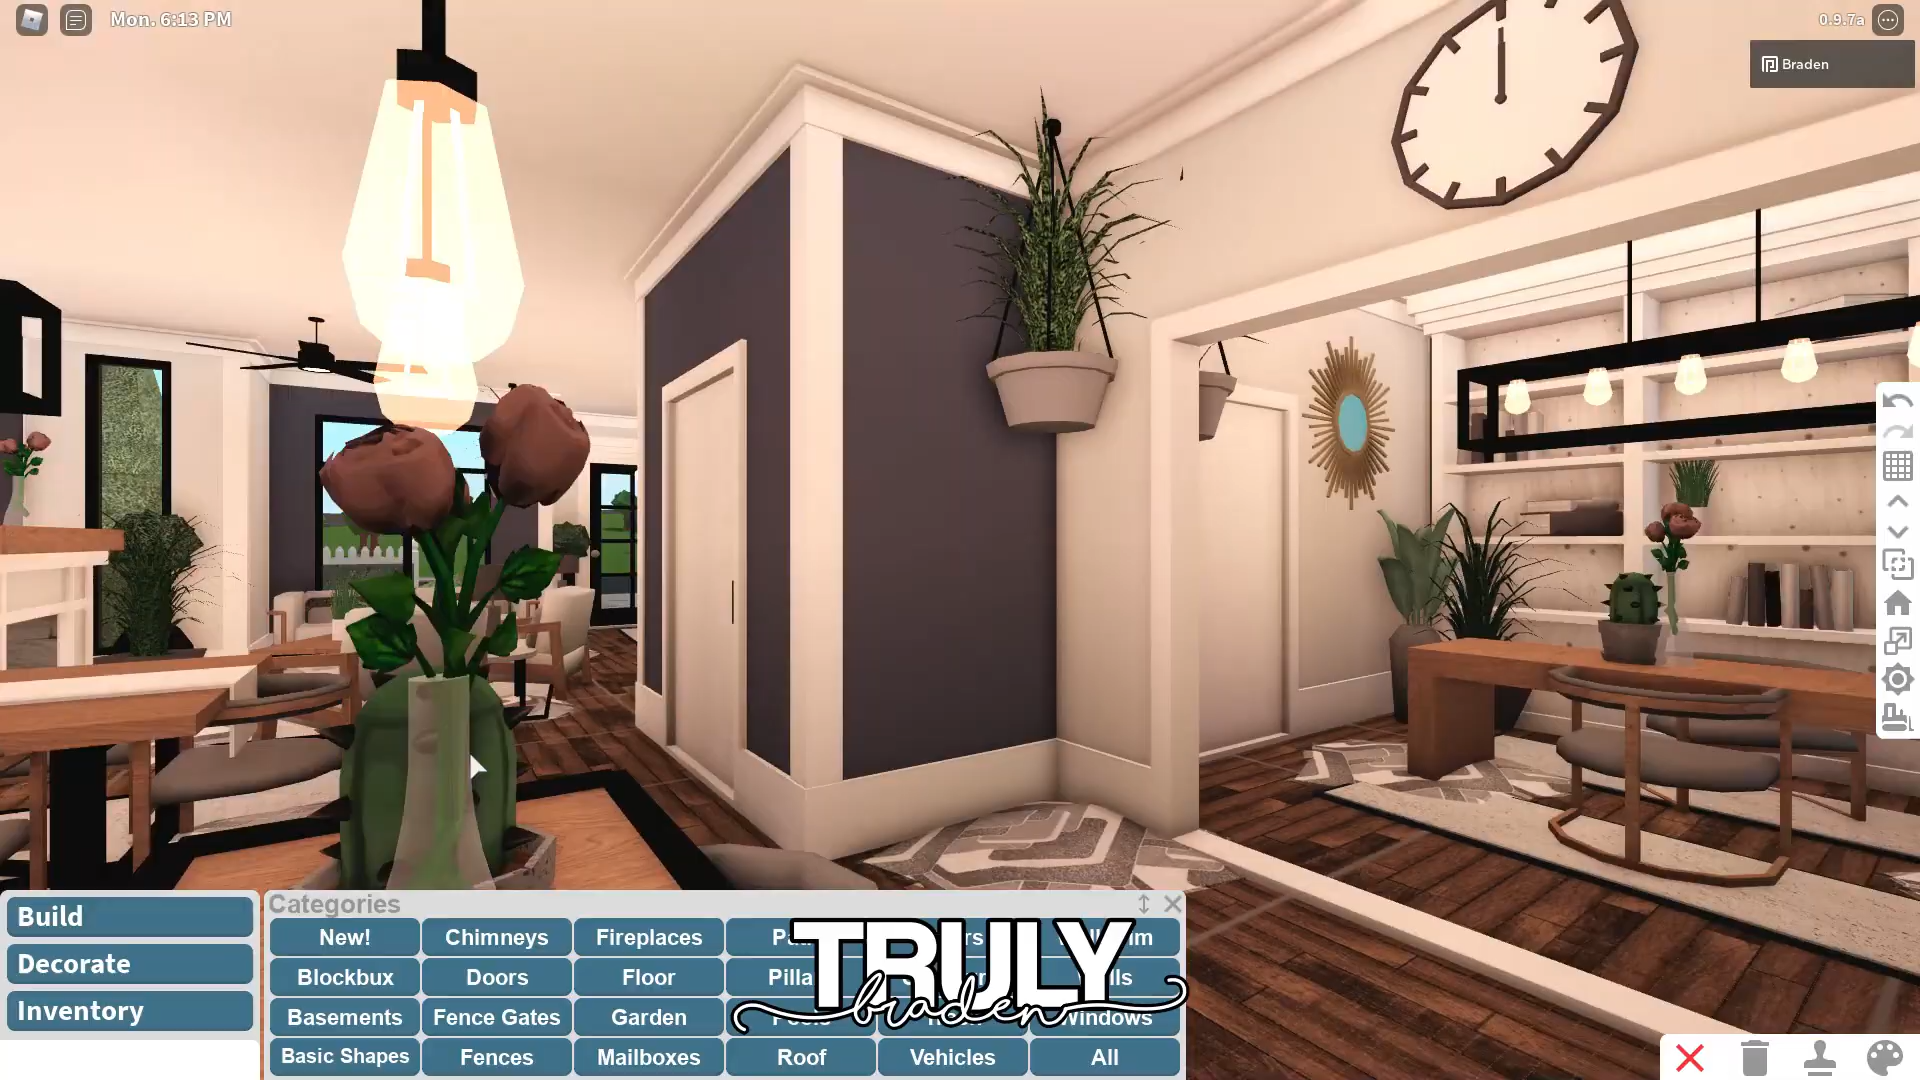 Mon. 6:13 PM
0.9.7a
Braden
Build
Decorate
Inventory
Categories
New!
Chimneys
Fireplaces
Blockbux
Doors
Floor
Basements
Fence Gates
Garden
Windows
Basic Shapes
Fences
Mailboxes
Roof
Vehicles
All
TRULY
braden